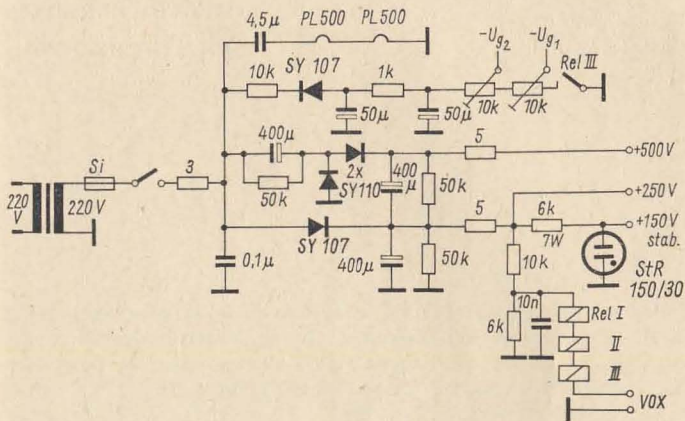 4,5µ PL500 PL500
-Ug2 -Ug1
10k SY 107 1k Rel III
50µ 50µ 10k 10k
400µ
Si 3 2x 400 5 +500V
50k SY110 µ 50k
220 V 220V +250V
5 6k +150V
SY 107 7W stab.
0,1µ 400µ 50k 10k StR
150/30
10n Rel I
6k
II
III
VOX